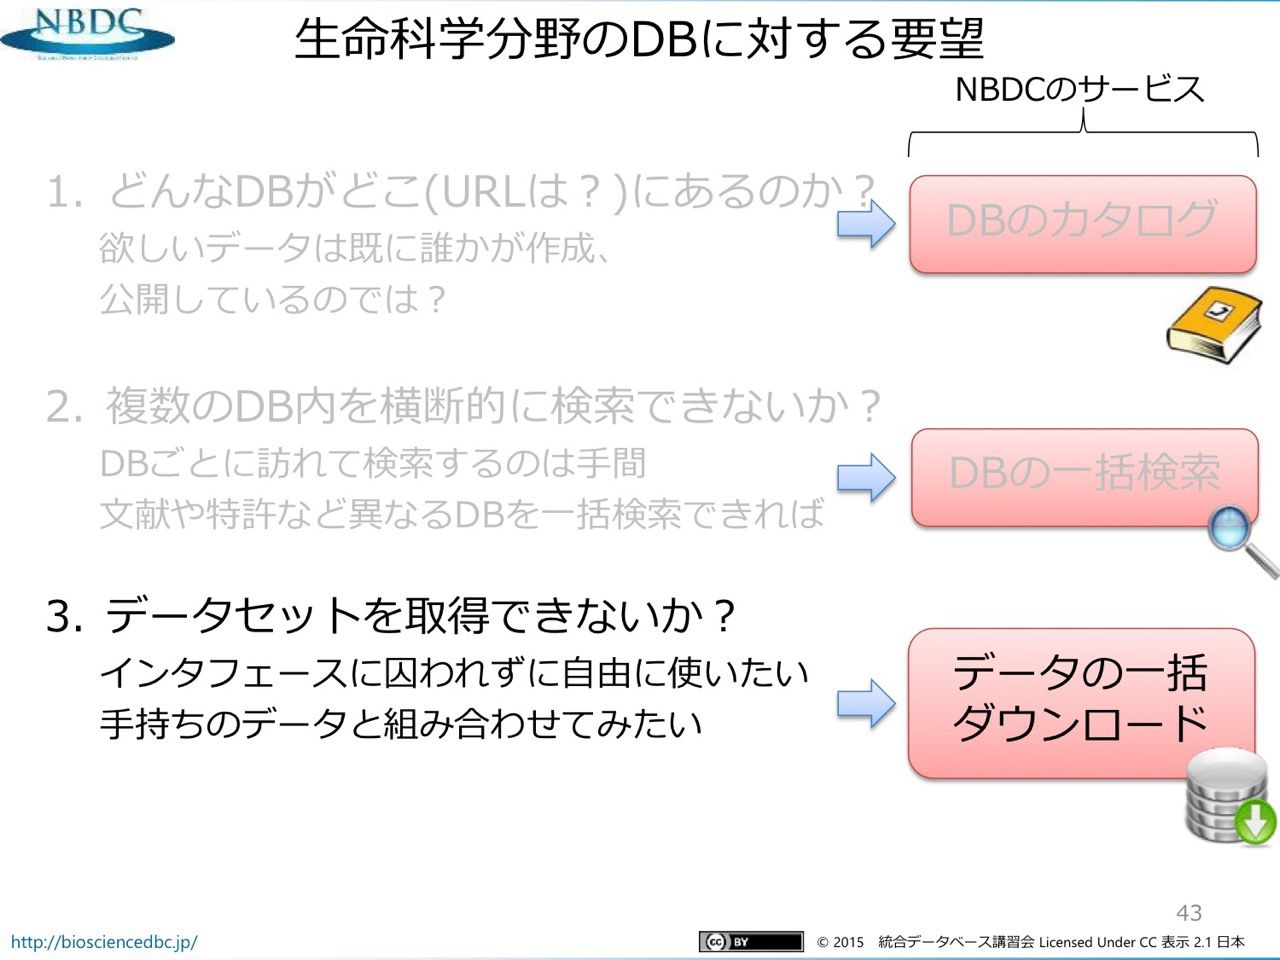 NBDC
生命科学分野のDBに対する要望
NBDCのサービス
1. どんなDBがどこ(URLは？)にあるのか？
欲しいデータは既に誰かが作成、
公開しているのでは？
DBのカタログ
2. 複数のDB内を横断的に検索できないか？
DBごとに訪れて検索するのは手間
文献や特許など異なるDBを一括検索できれば
DBの一括検索
3. データセットを取得できないか？
インタフェースに囚われずに自由に使いたい
手持ちのデータと組み合わせてみたい
データの一括
ダウンロード
43
http://biosciencedbc.jp/
cc BY
© 2015 統合データベース講習会 Licensed Under CC 表示 2.1 日本